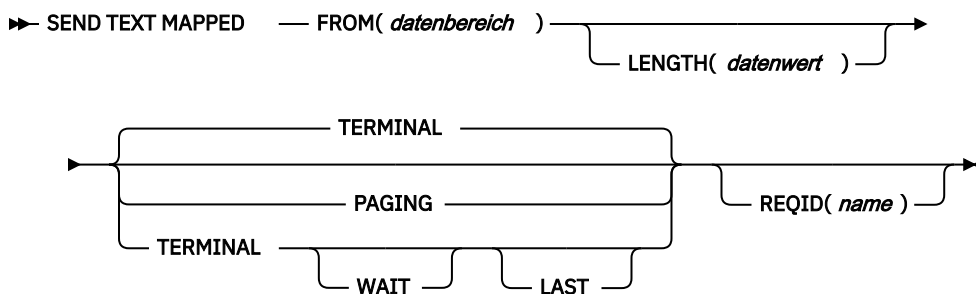 SEND TEXT MAPPED FROM( datenbereich )
LENGTH( datenwert )
TERMINAL
PAGING
REQID( name )
TERMINAL
WAIT LAST